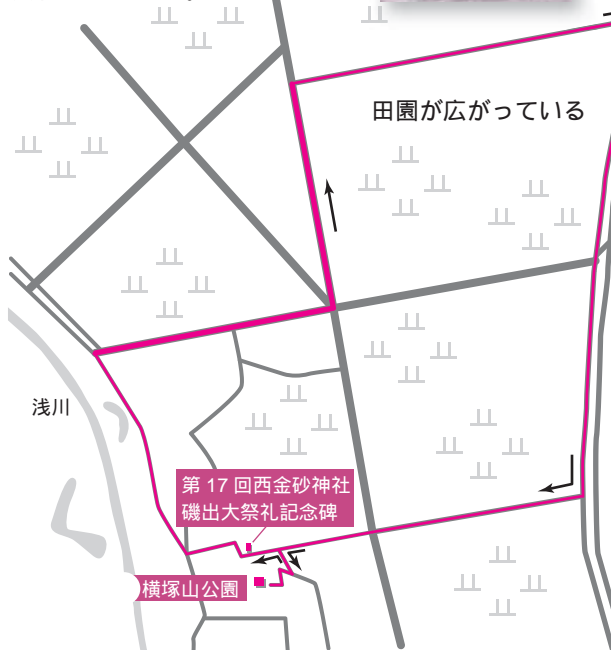 田園が広がっている
浅川
第 17 回西金砂神社
磯出大祭礼記念碑
横塚山公園